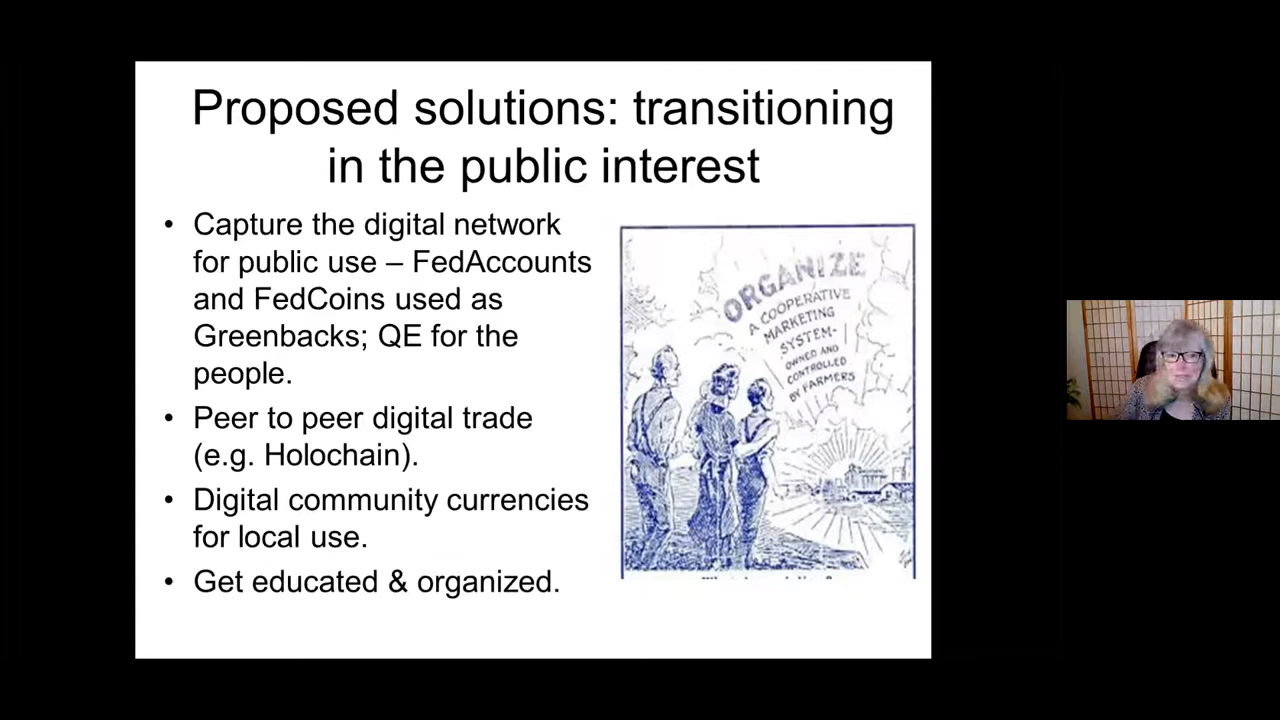 Proposed solutions: transitioning
in the public interest
• Capture the digital network
for public use – FedAccounts
and FedCoins used as
Greenbacks; QE for the
people.
• Peer to peer digital trade
(e.g. Holochain).
• Digital community currencies
for local use.
• Get educated & organized.
ORGANIZE
A COOPERATIVE
MARKETING
SYSTEM-
OWNED AND
CONTROLLED
BY FARMERS